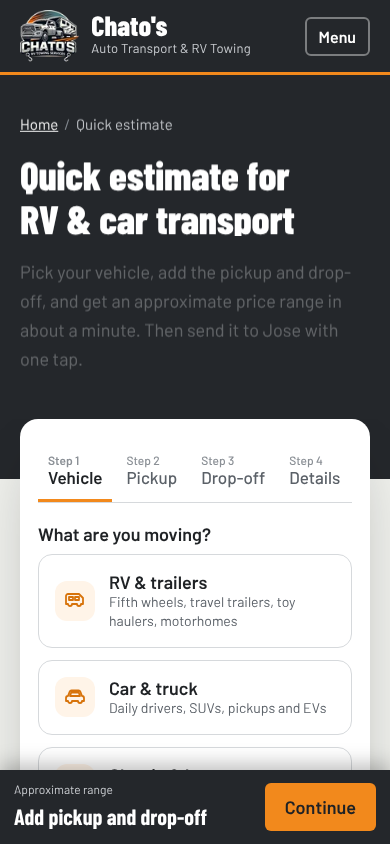 CHATO'S
Chato's
Auto Transport & RV Towing
Menu
Home / Quick estimate
Quick estimate for
RV & car transport
Pick your vehicle, add the pickup and drop-
off, and get an approximate price range in
about a minute. Then send it to Jose with
one tap.
Step 1
Vehicle
Step 2
Pickup
Step 3
Drop-off
Step 4
Details
What are you moving?
RV & trailers
Fifth wheels, travel trailers, toy
haulers, motorhomes
Car & truck
Daily drivers, SUVs, pickups and EVs
Approximate range
Add pickup and drop-off
Continue